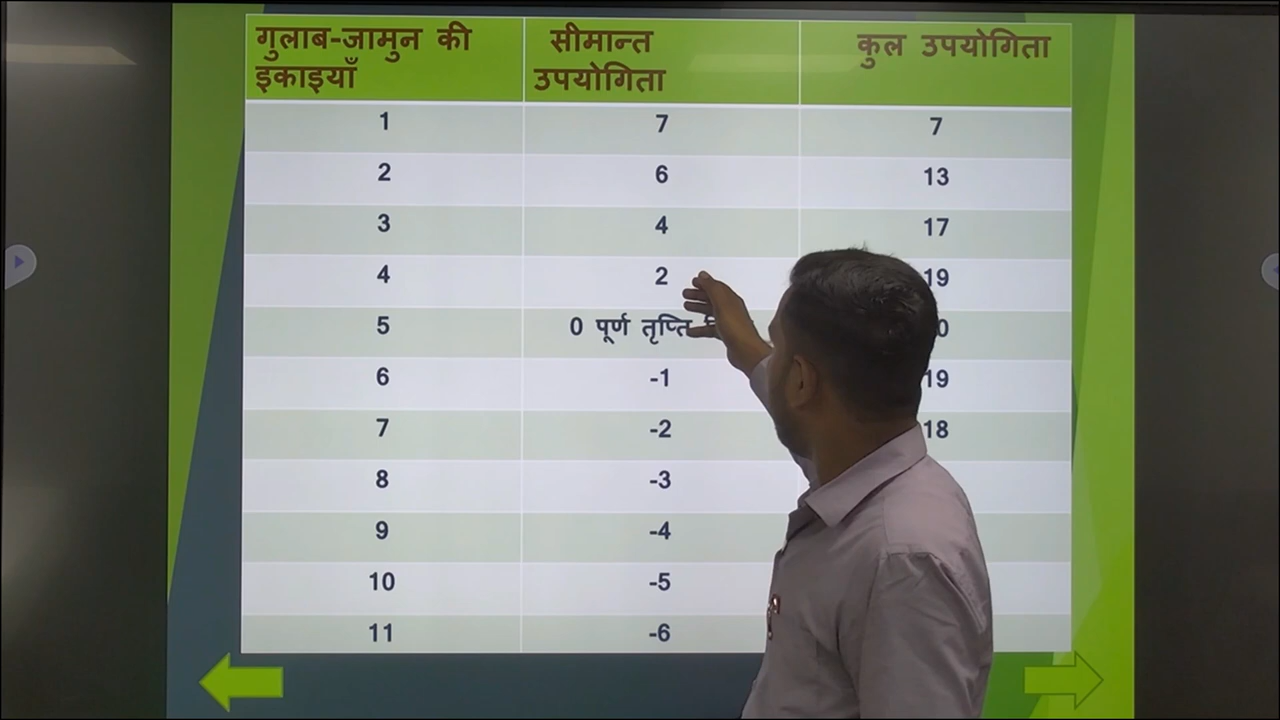 गुलाब-जामुन की इकाइयाँ
सीमान्त उपयोगिता
कुल उपयोगिता
1 7 7
2 6 13
3 4 17
4 2 19
5 0 पूर्ण तृप्ति
6 -1 19
7 -2 18
8 -3
9 -4
10 -5
11 -6